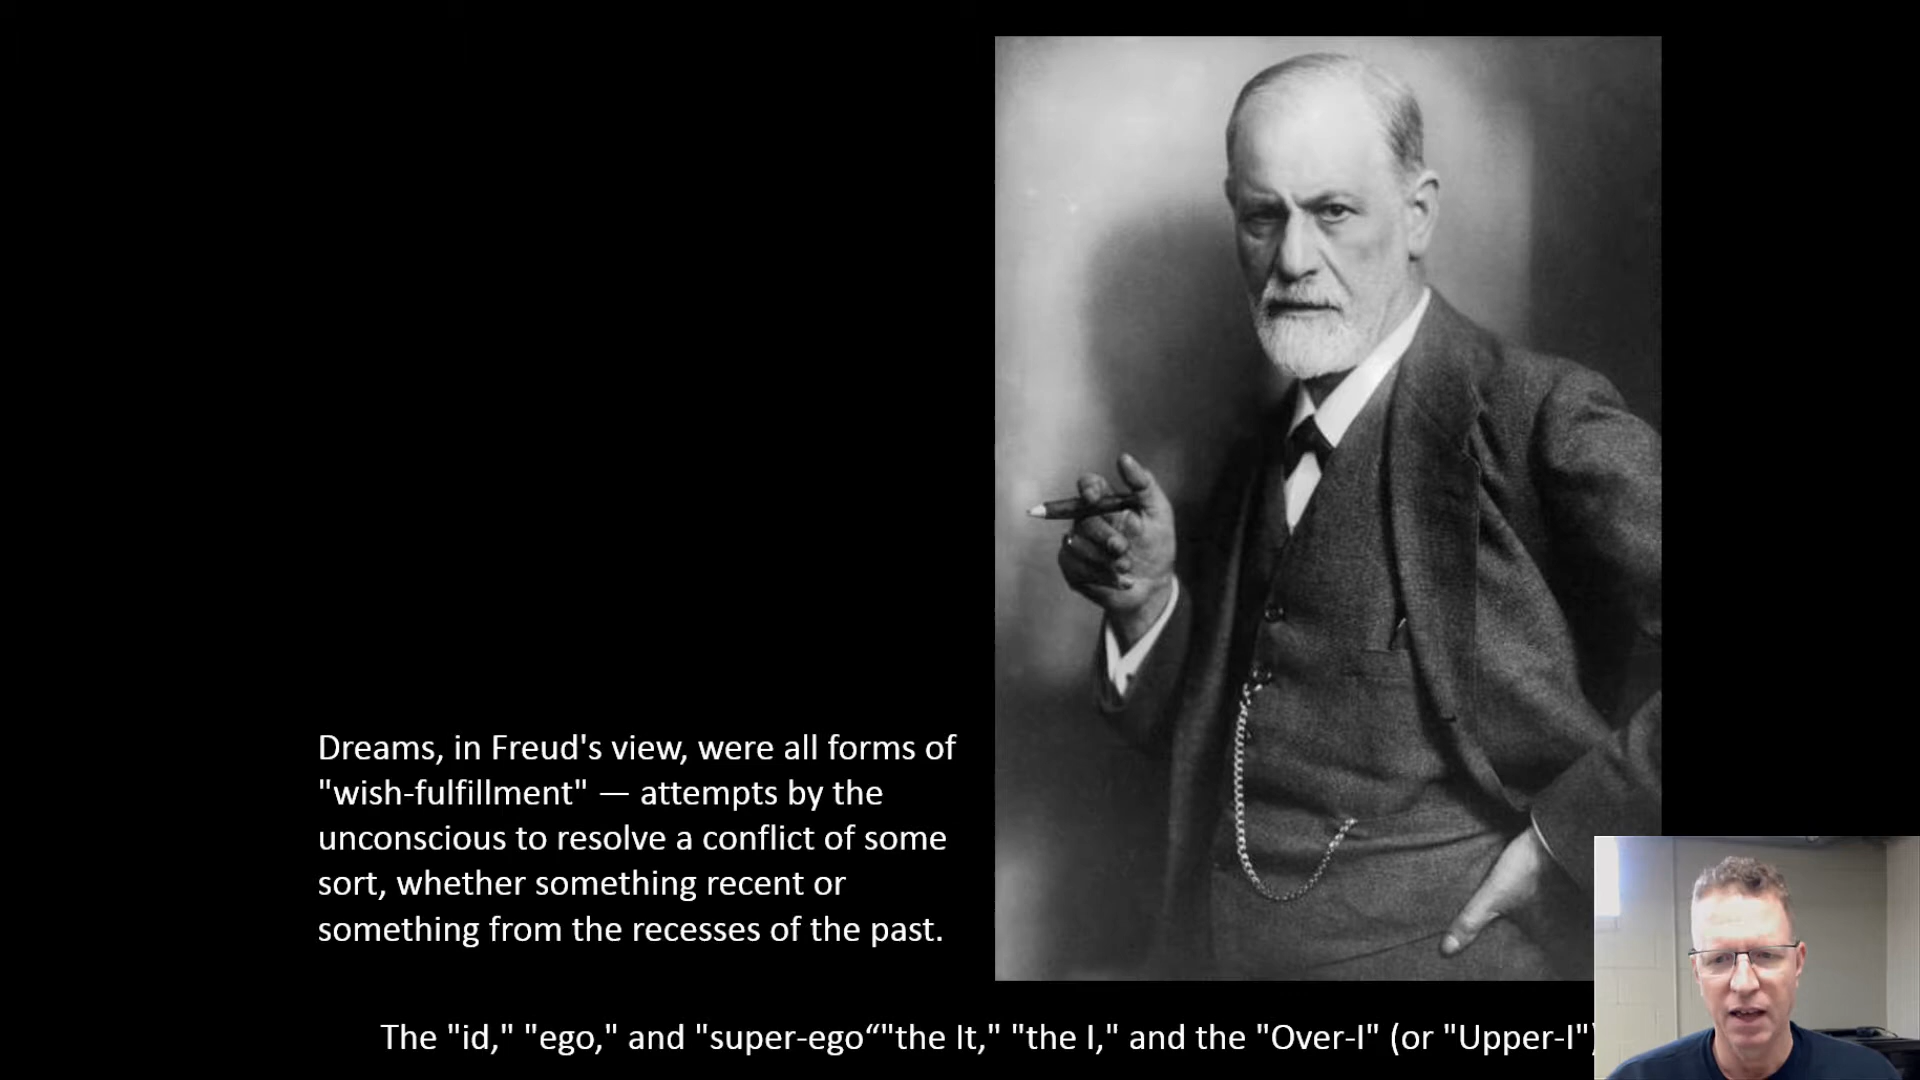 Dreams, in Freud's view, were all forms of
"wish-fulfillment" — attempts by the
unconscious to resolve a conflict of some
sort, whether something recent or
something from the recesses of the past.
The "id," "ego," and "super-ego“"the It," "the I," and the "Over-I" (or "Upper-I")